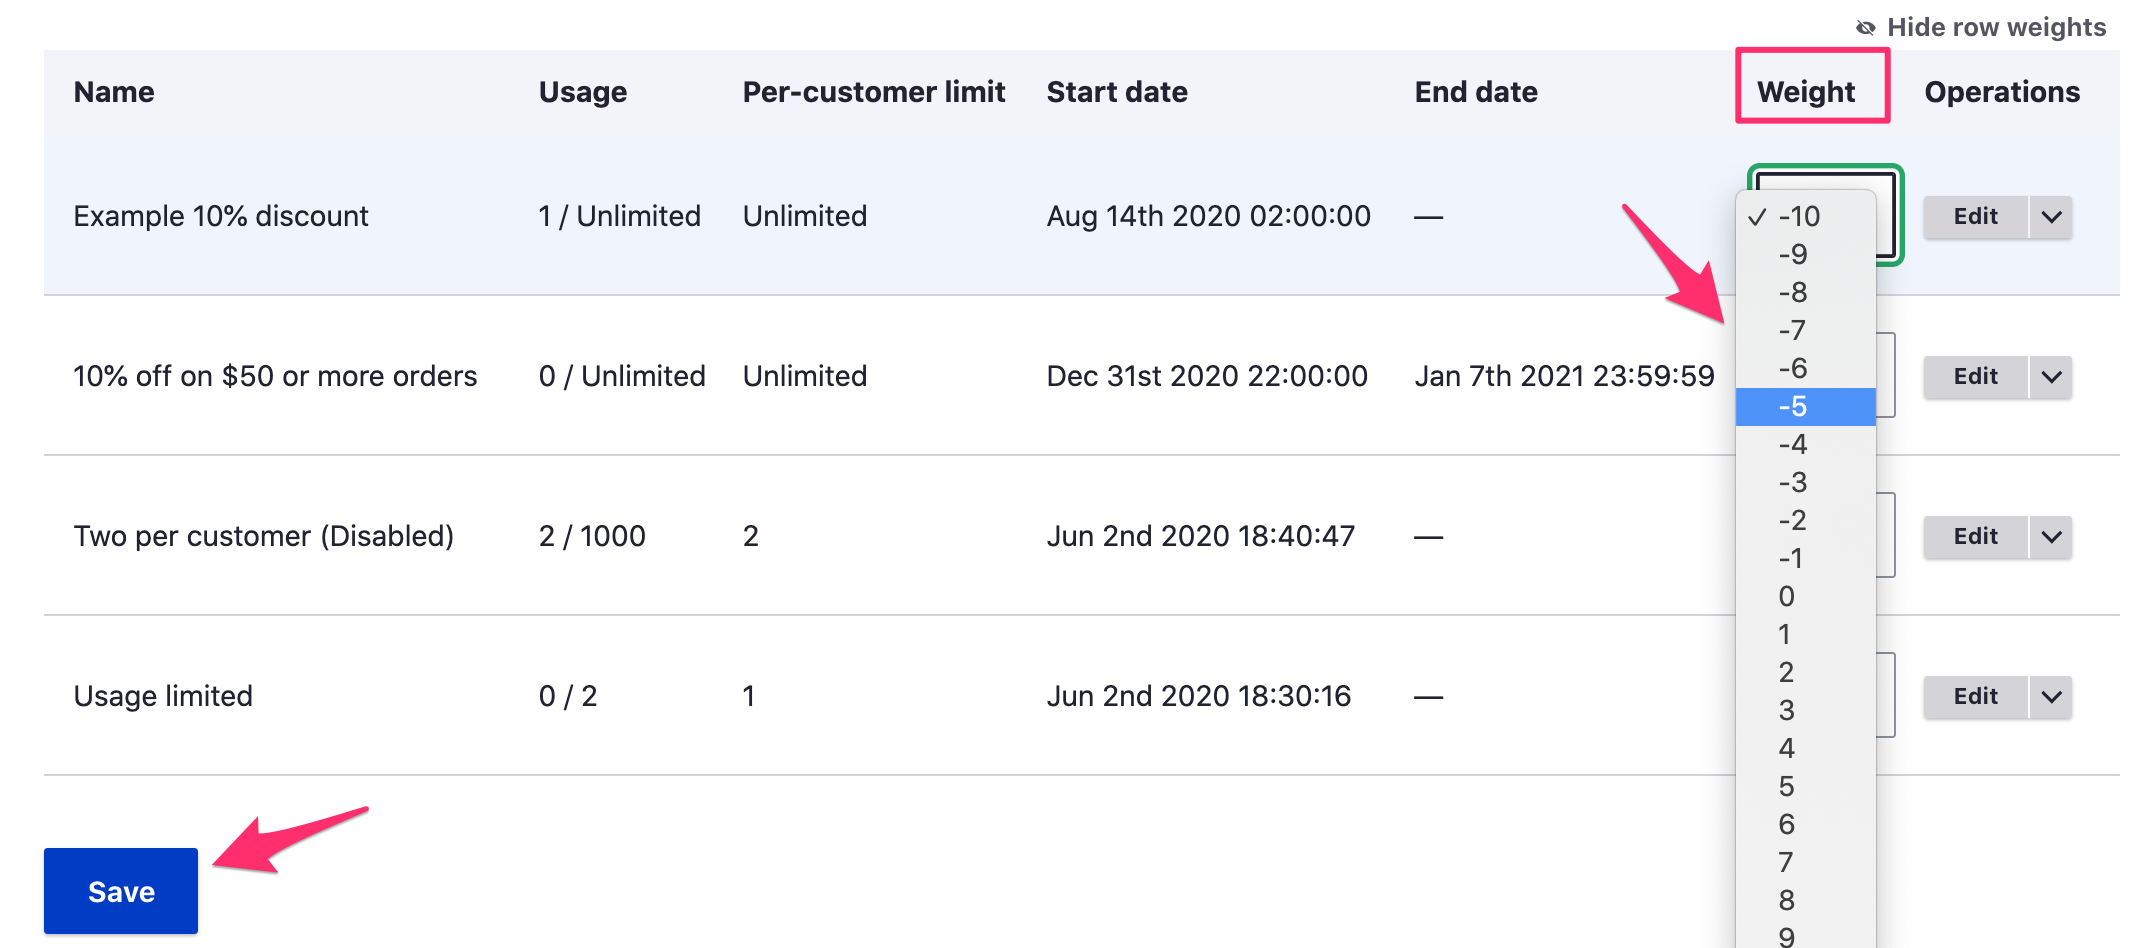 Hide row weights
Name Usage Per-customer limit Start date End date Weight Operations
Example 10% discount 1 / Unlimited Unlimited Aug 14th 2020 02:00:00 — Edit
10% off on $50 or more orders 0 / Unlimited Unlimited Dec 31st 2020 22:00:00 Jan 7th 2021 23:59:59 Edit
Two per customer (Disabled) 2 / 1000 2 Jun 2nd 2020 18:40:47 — Edit
Usage limited 0 / 2 1 Jun 2nd 2020 18:30:16 — Edit
✓ -10
-9
-8
-7
-6
-5
-4
-3
-2
-1
0
1
2
3
4
5
6
7
8
9
Save